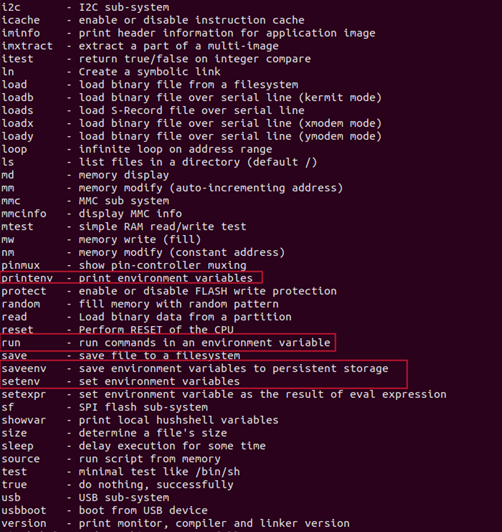 i2c - I2C sub-system
icache - enable or disable instruction cache
iminfo - print header information for application image
imxtract - extract a part of a multi-image
itest - return true/false on integer compare
ln - Create a symbolic link
load - load binary file from a filesystem
loadb - load binary file over serial line (kermit mode)
loads - load S-Record file over serial line
loadx - load binary file over serial line (xmodem mode)
loady - load binary file over serial line (ymodem mode)
loop - infinite loop on address range
ls - list files in a directory (default /)
md - memory display
mm - memory modify (auto-incrementing address)
mmc - MMC sub system
mmcinfo - display MMC info
mtest - simple RAM read/write test
mw - memory write (fill)
nm - memory modify (constant address)
pinmux - show pin-controller muxing
printenv - print environment variables
protect - enable or disable FLASH write protection
random - fill memory with random pattern
read - Load binary data from a partition
reset - Perform RESET of the CPU
run - run commands in an environment variable
save - save file to a filesystem
saveenv - save environment variables to persistent storage
setenv - set environment variables
setexpr - set environment variable as the result of eval expression
sf - SPI flash sub-system
showvar - print local hushshell variables
size - determine a file's size
sleep - delay execution for some time
source - run script from memory
test - minimal test like /bin/sh
true - do nothing, successfully
usb - USB sub-system
usbboot - boot from USB device
version - print monitor, compiler and linker version